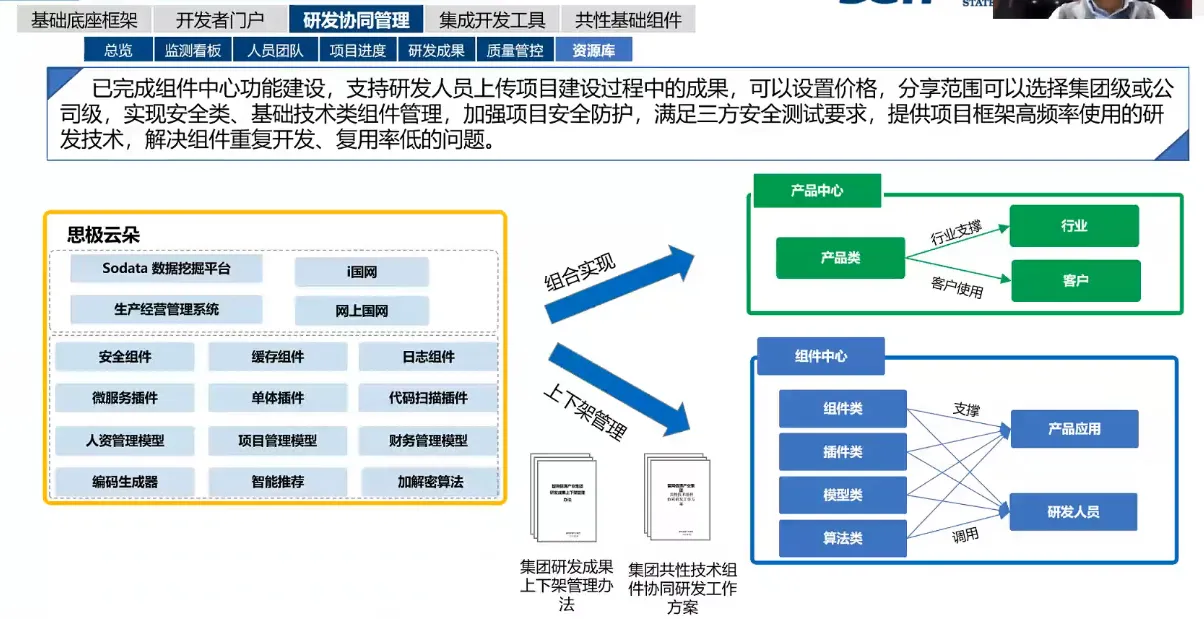 基础底座框架 开发者门户 研发协同管理 集成开发工具 共性基础组件
总览 监测看板 人员团队 项目进度 研发成果 质量管控 资源库
已完成组件中心功能建设，支持研发人员上传项目建设过程中的成果，可以设置价格，分享范围可以选择集团级或公
司级，实现安全类、基础技术类组件管理，加强项目安全防护，满足三方安全测试要求，提供项目框架高频率使用的研
发技术，解决组件重复开发、复用率低的问题。
思极云朵
Sodata 数据挖掘平台 i国网
生产经营管理系统 网上国网
安全组件 缓存组件 日志组件
微服务插件 单体插件 代码扫描插件
人资管理模型 项目管理模型 财务管理模型
编码生成器 智能推荐 加解密算法
组合实现
上下架管理
集团研发成果
上下架管理办
法
集团共性技术组
件协同研发工作
方案
产品中心
产品类
行业支撑
客户使用
行业
客户
组件中心
组件类
插件类
模型类
算法类
支撑
调用
产品应用
研发人员